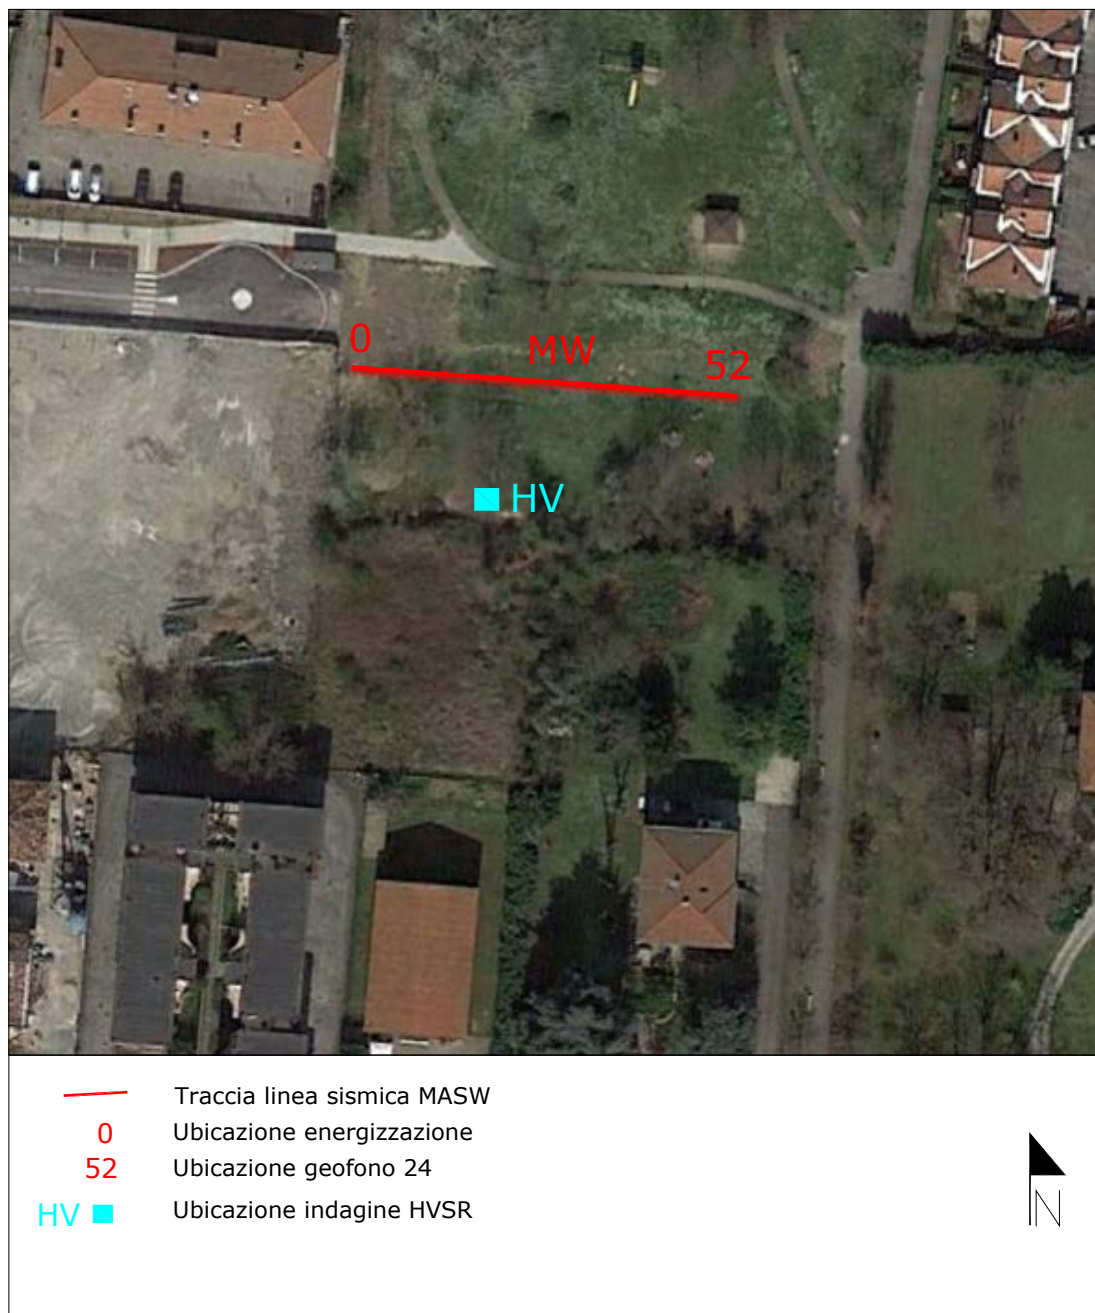 0
MW
52
HV
Traccia linea sismica MASW
0 Ubicazione energizzazione
52 Ubicazione geofono 24
HV Ubicazione indagine HVSR
N